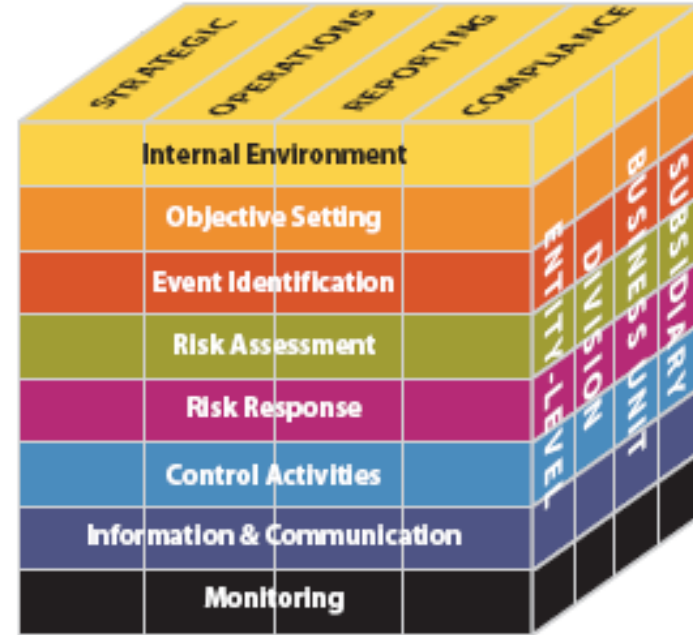 STRATEGIC
OPERATIONS
REPORTING
COMPLIANCE
Internal Environment
Objective Setting
Event Identification
Risk Assessment
Risk Response
Control Activities
Information & Communication
Monitoring
ENTITY-LEVEL
DIVISION
BUSINESS UNIT
SUBSIDIARY